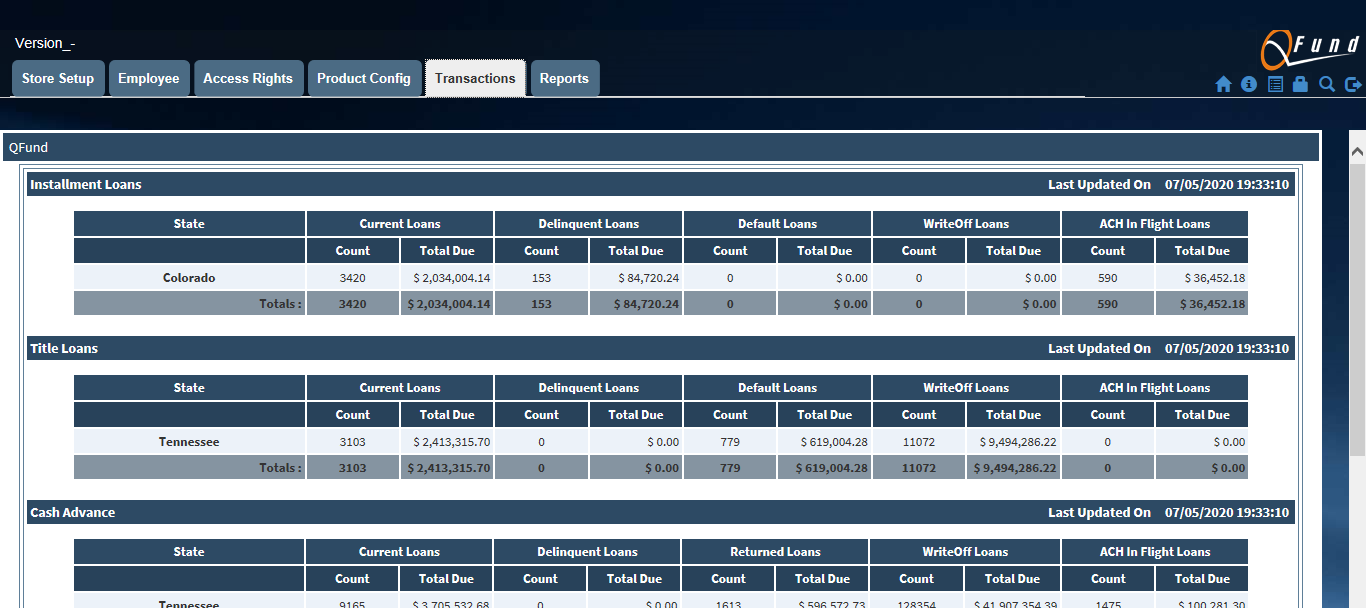 Version_-
QFund
Store Setup Employee Access Rights Product Config Transactions Reports
QFund
Installment Loans Last Updated On 07/05/2020 19:33:10
State Current Loans Delinquent Loans Default Loans WriteOff Loans ACH In Flight Loans
Count Total Due Count Total Due Count Total Due Count Total Due Count Total Due
Colorado 3420 $ 2,034,004.14 153 $ 84,720.24 0 $ 0.00 0 $ 0.00 590 $ 36,452.18
Totals : 3420 $ 2,034,004.14 153 $ 84,720.24 0 $ 0.00 0 $ 0.00 590 $ 36,452.18
Title Loans Last Updated On 07/05/2020 19:33:10
State Current Loans Delinquent Loans Default Loans WriteOff Loans ACH In Flight Loans
Count Total Due Count Total Due Count Total Due Count Total Due Count Total Due
Tennessee 3103 $ 2,413,315.70 0 $ 0.00 779 $ 619,004.28 11072 $ 9,494,286.22 0 $ 0.00
Totals : 3103 $ 2,413,315.70 0 $ 0.00 779 $ 619,004.28 11072 $ 9,494,286.22 0 $ 0.00
Cash Advance Last Updated On 07/05/2020 19:33:10
State Current Loans Delinquent Loans Returned Loans WriteOff Loans ACH In Flight Loans
Count Total Due Count Total Due Count Total Due Count Total Due Count Total Due
Tennessee 9165 $ 3,705,532.68 0 $ 0.00 1613 $ 596,572.73 128354 $ 41,907,354.39 1475 $ 100,281.30